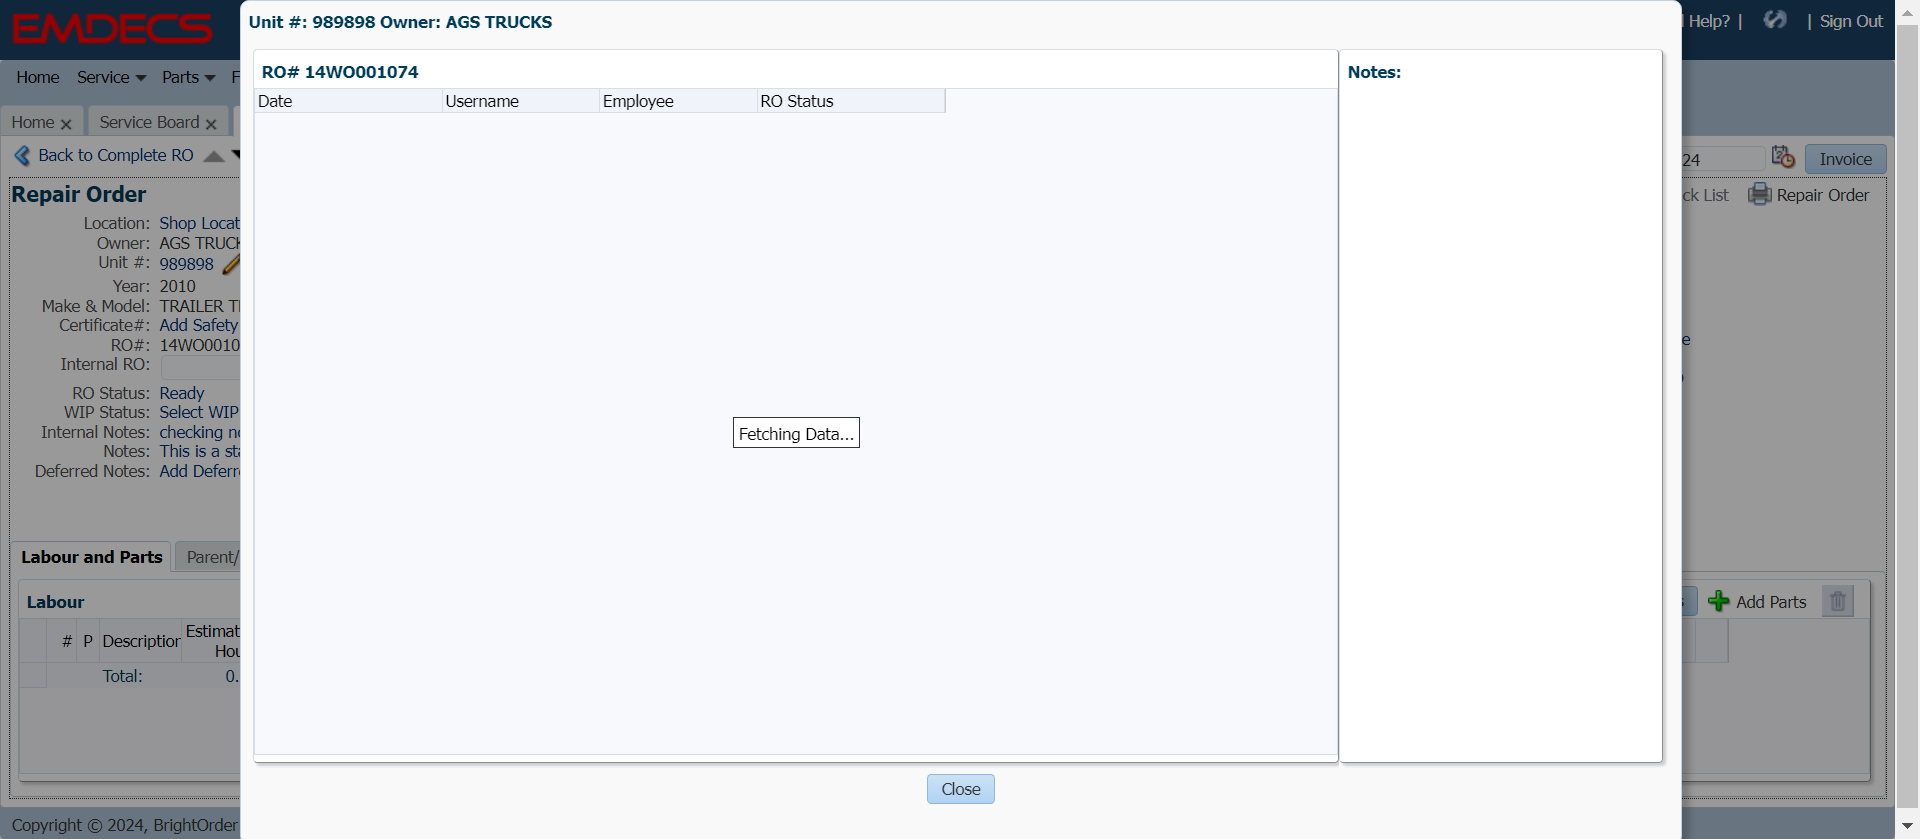 EMDECS
Help? |
| Sign Out
Home Service Parts F
Home Service Board
Back to Complete RO
24
Invoice
Repair Order
ck List
Repair Order
Location: Shop Locat
Owner: AGS TRUCK
Unit #: 989898
Year: 2010
Make & Model: TRAILER T
Certificate#: Add Safety
RO#: 14WO0010
Internal RO:
RO Status: Ready
WIP Status: Select WIP
Internal Notes: checking no
Notes: This is a sta
Deferred Notes: Add Deferr
Labour and Parts Parent/
Labour
# P Description Estimat
Hou
Total: 0.
Add Parts
Copyright © 2024, BrightOrder
Unit #: 989898 Owner: AGS TRUCKS
RO# 14WO001074
Date Username Employee RO Status
Fetching Data...
Notes:
Close